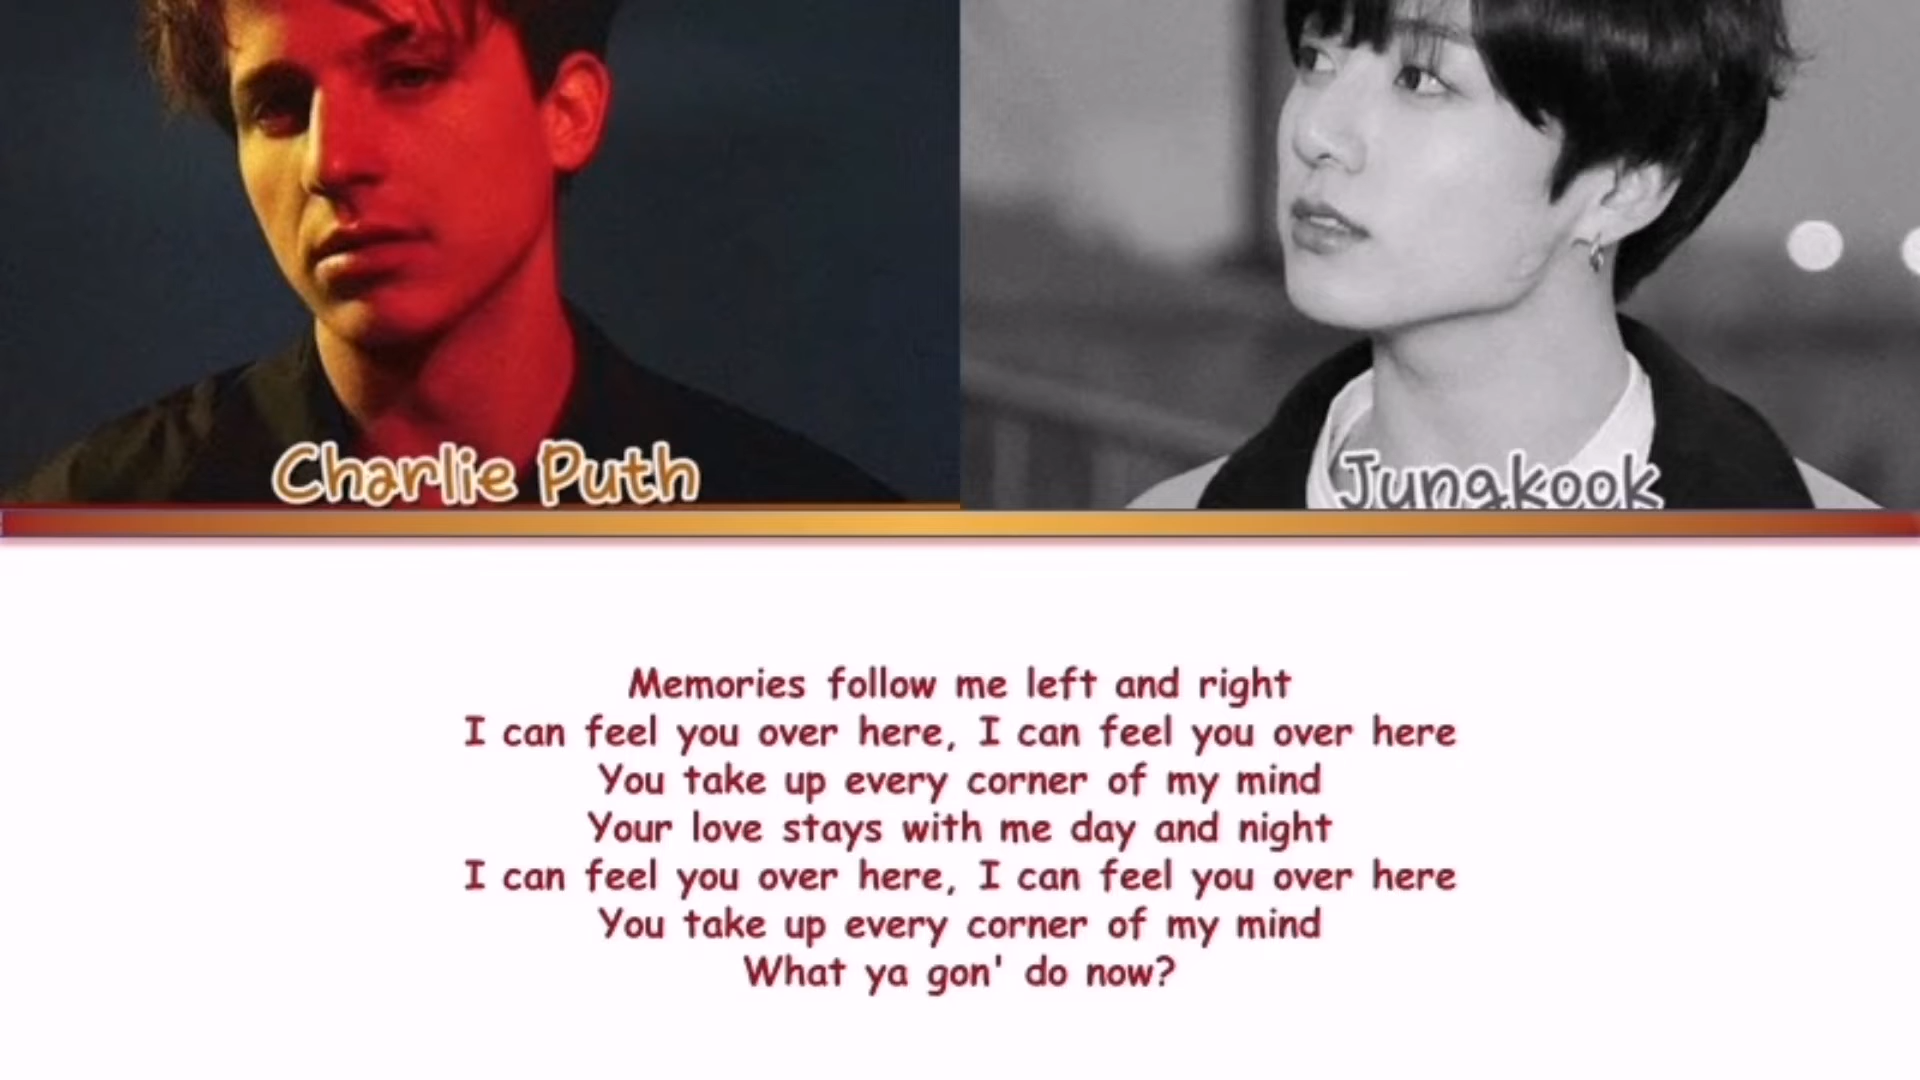 Charlie Puth
Jungkook
Memories follow me left and right
I can feel you over here, I can feel you over here
You take up every corner of my mind
Your love stays with me day and night
I can feel you over here, I can feel you over here
You take up every corner of my mind
What ya gon' do now?